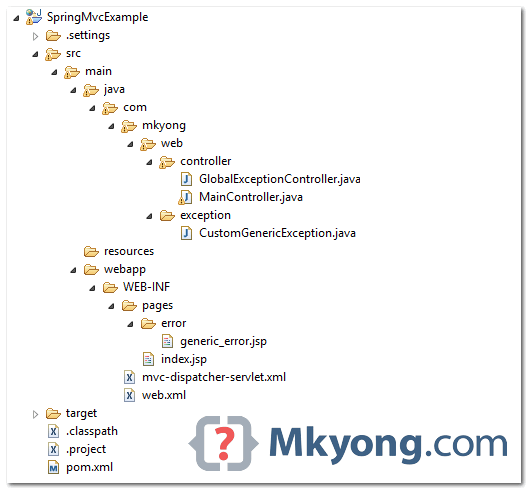 SpringMvcExample
.settings
src
main
java
com
mkyong
web
controller
GlobalExceptionController.java
MainController.java
exception
CustomGenericException.java
resources
webapp
WEB-INF
pages
error
generic_error.jsp
index.jsp
mvc-dispatcher-servlet.xml
web.xml
target
.classpath
.project
pom.xml
{?} Mkyong.com